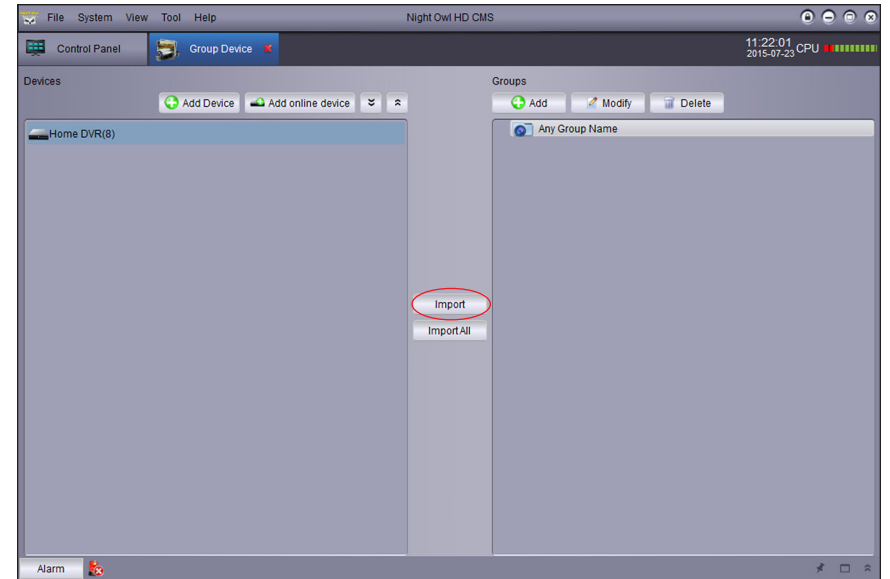 File System View Tool Help Night Owl HD CMS
Control Panel Group Device 11:22:01 CPU
2015-07-23
Devices Groups
Add Device Add online device Add Modify Delete
Home DVR(8) Any Group Name
Import
Import All
Alarm